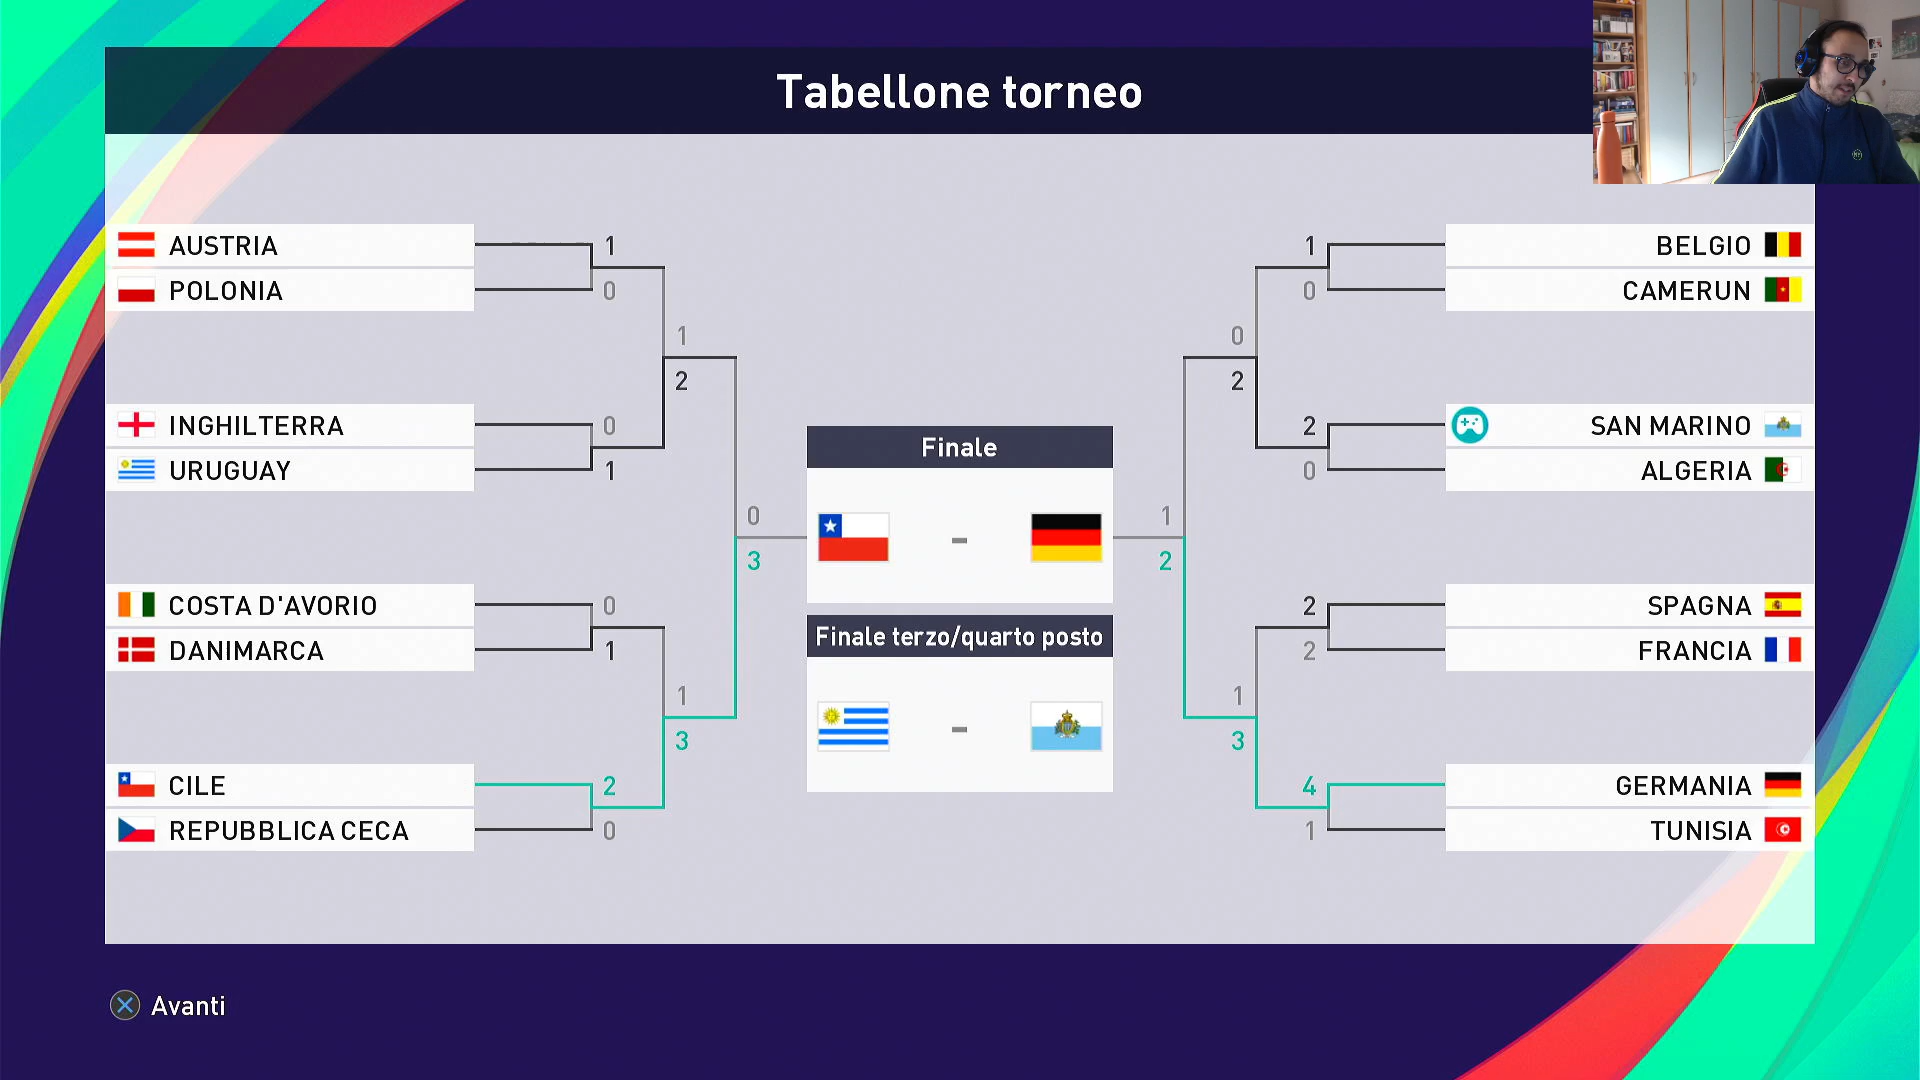 Tabellone torneo
AUSTRIA 1
POLONIA 0
1
2
INGHILTERRA 0
URUGUAY 1
0
3
COSTA D'AVORIO 0
DANIMARCA 1
1
3
CILE 2
REPUBBLICA CECA 0
Finale
-
Finale terzo/quarto posto
-
1 BELGIO
0 CAMERUN
0
2
2 SAN MARINO
0 ALGERIA
1
2
2 SPAGNA
2 FRANCIA
1
3
4 GERMANIA
1 TUNISIA
Avanti